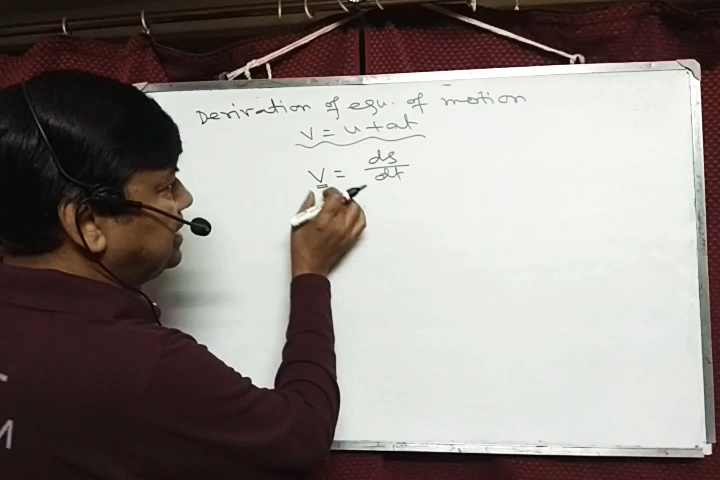 Derivation of equ. of motion
v = u + at
v = ds/dt
M